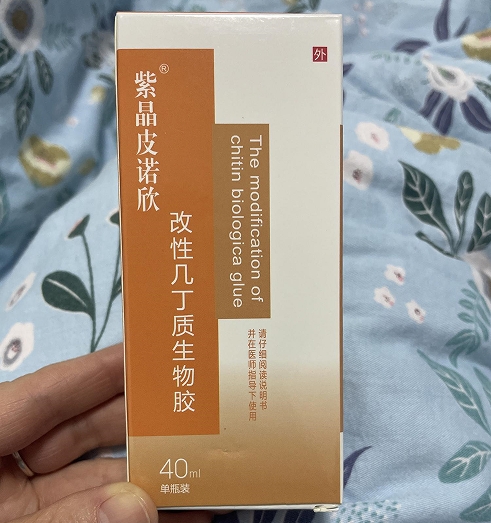 外
紫晶皮诺欣®
改性几丁质生物胶
The modification of
chitin biologica glue
请仔细阅读说明书
并在医师指导下使用
40ml
单瓶装